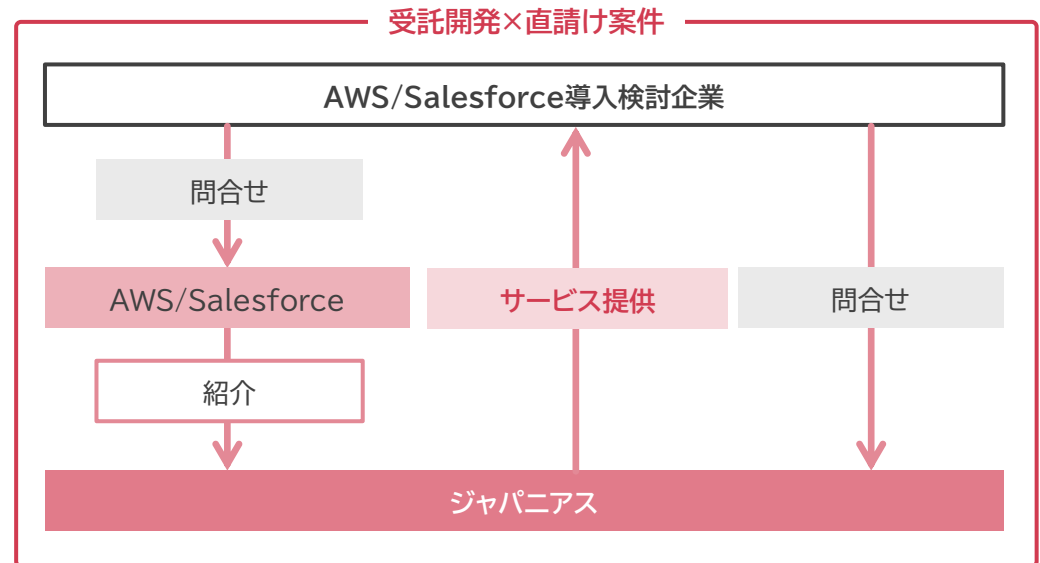 受託開発×直請け案件
AWS/Salesforce導入検討企業
問合せ
AWS/Salesforce
サービス提供
問合せ
紹介
ジャパニアス